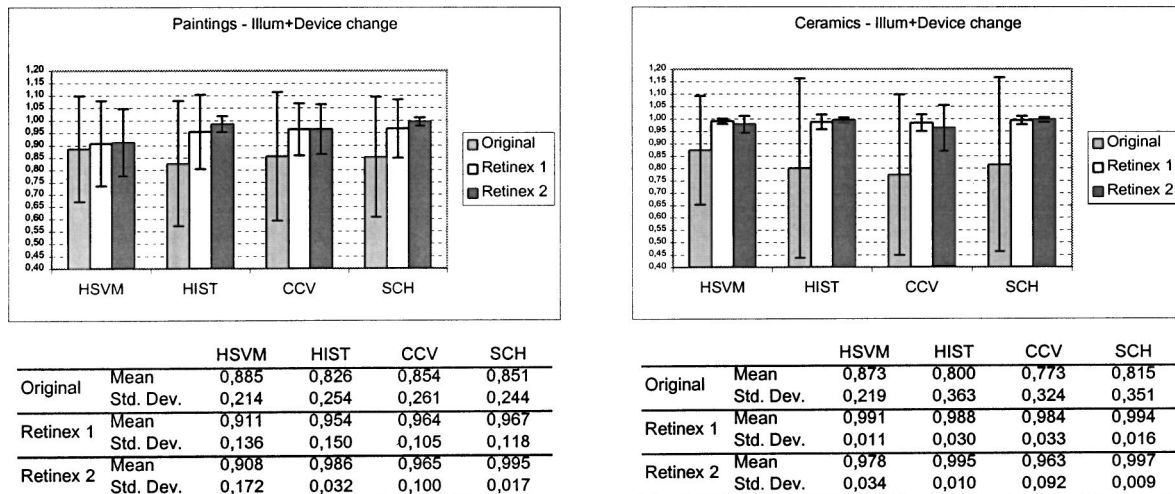 Paintings - Illum+Device change
1,20
1,15
1,10
1,05
1,00
0,95
0,90
0,85
0,80
0,75
0,70
0,65
0,60
0,55
0,50
0,45
0,40
HSVM HIST CCV SCH
Original
Retinex 1
Retinex 2
HSVM HIST CCV SCH
Original Mean 0,885 0,826 0,854 0,851
Std. Dev. 0,214 0,254 0,261 0,244
Retinex 1 Mean 0,911 0,954 0,964 0,967
Std. Dev. 0,136 0,150 0,105 0,118
Retinex 2 Mean 0,908 0,986 0,965 0,995
Std. Dev. 0,172 0,032 0,100 0,017
Ceramics - Illum+Device change
1,20
1,15
1,10
1,05
1,00
0,95
0,90
0,85
0,80
0,75
0,70
0,65
0,60
0,55
0,50
0,45
0,40
HSVM HIST CCV SCH
Original
Retinex 1
Retinex 2
HSVM HIST CCV SCH
Original Mean 0,873 0,800 0,773 0,815
Std. Dev. 0,219 0,363 0,324 0,351
Retinex 1 Mean 0,991 0,988 0,984 0,994
Std. Dev. 0,011 0,030 0,033 0,016
Retinex 2 Mean 0,978 0,995 0,963 0,997
Std. Dev. 0,034 0,010 0,092 0,009